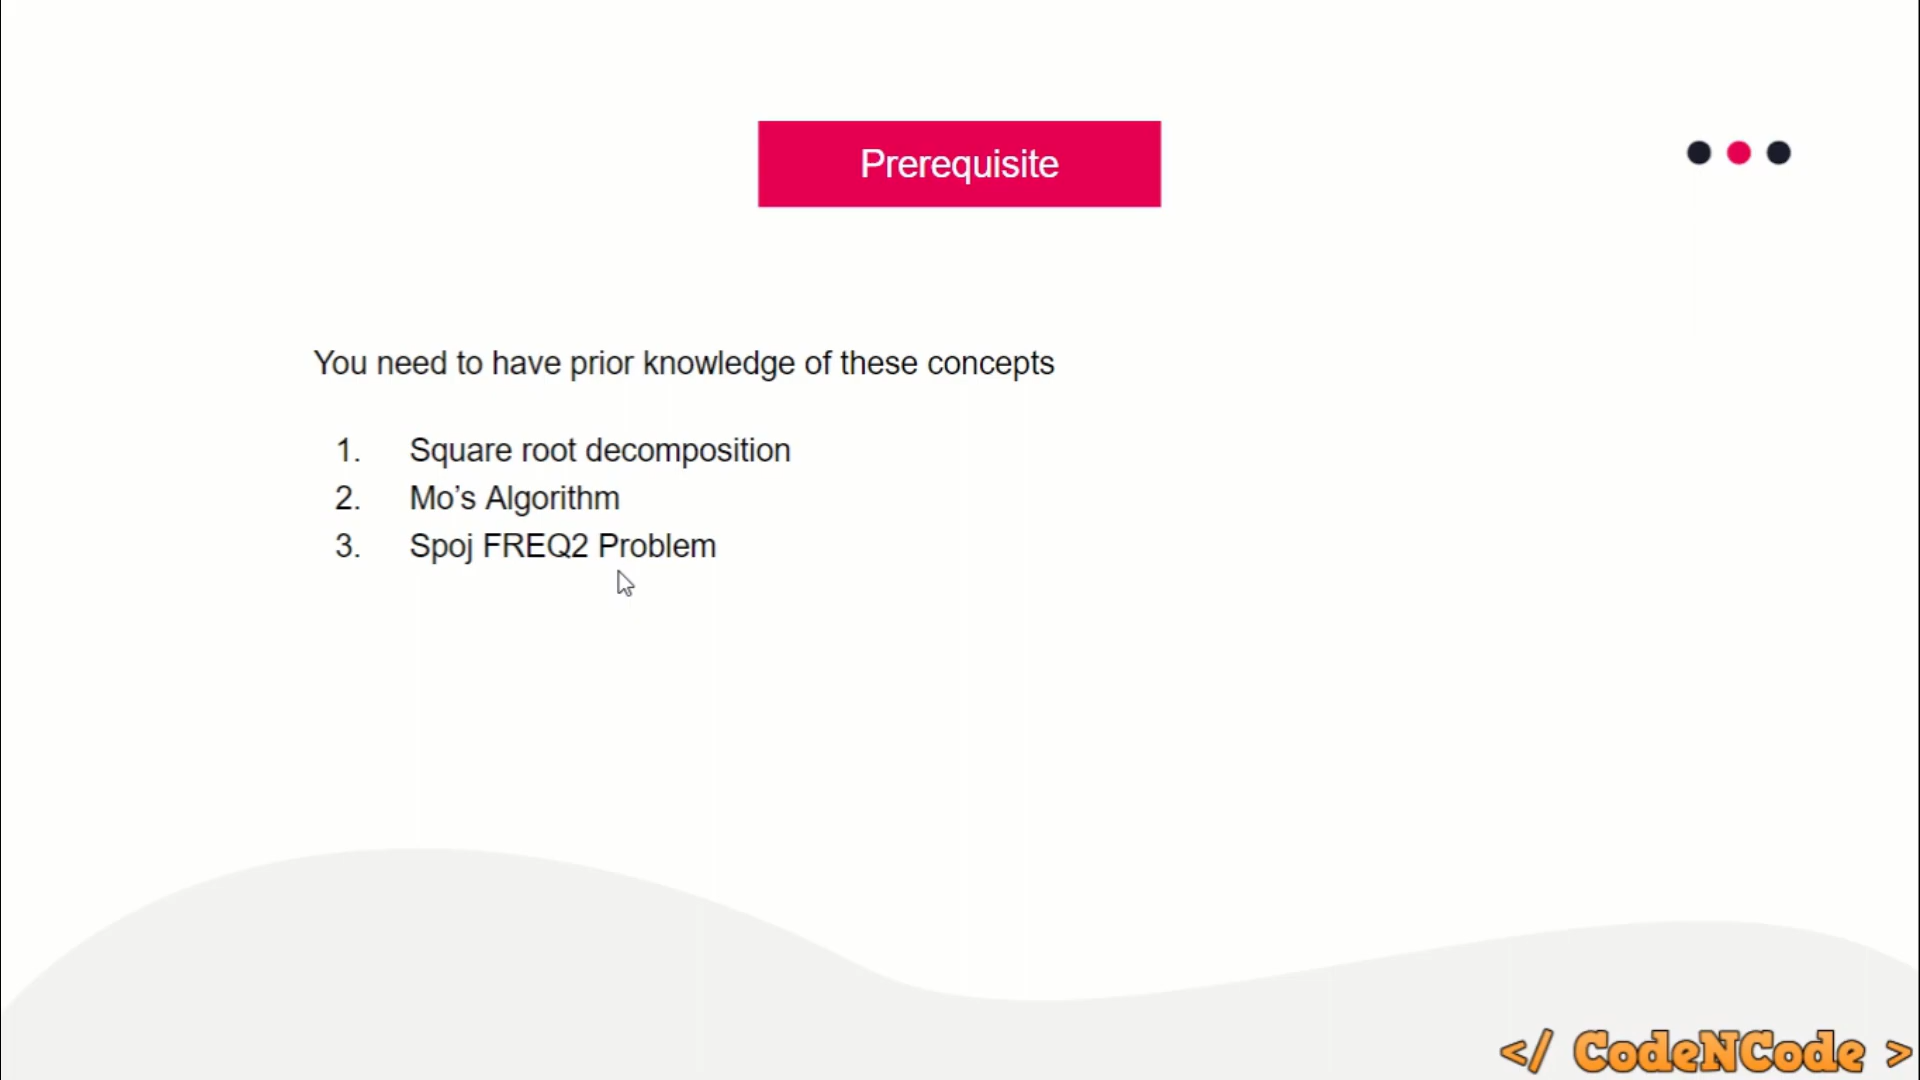 Prerequisite
You need to have prior knowledge of these concepts
1. Square root decomposition
2. Mo’s Algorithm
3. Spoj FREQ2 Problem
</ CodeNCode >